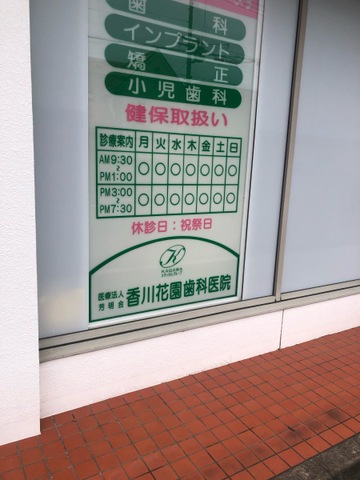 歯科
インプラント
矯正
小児歯科
健保取扱い
診療案内 月 火 水 木 金 土 日
AM9:30〜PM1:00 ○ ○ ○ ○ ○ ○ ○
PM3:00〜PM7:30 ○ ○ ○ ○ ○ ○ ○
休診日：祝祭日
K
KAGAWA
医療法人 芳明会 香川花園歯科医院